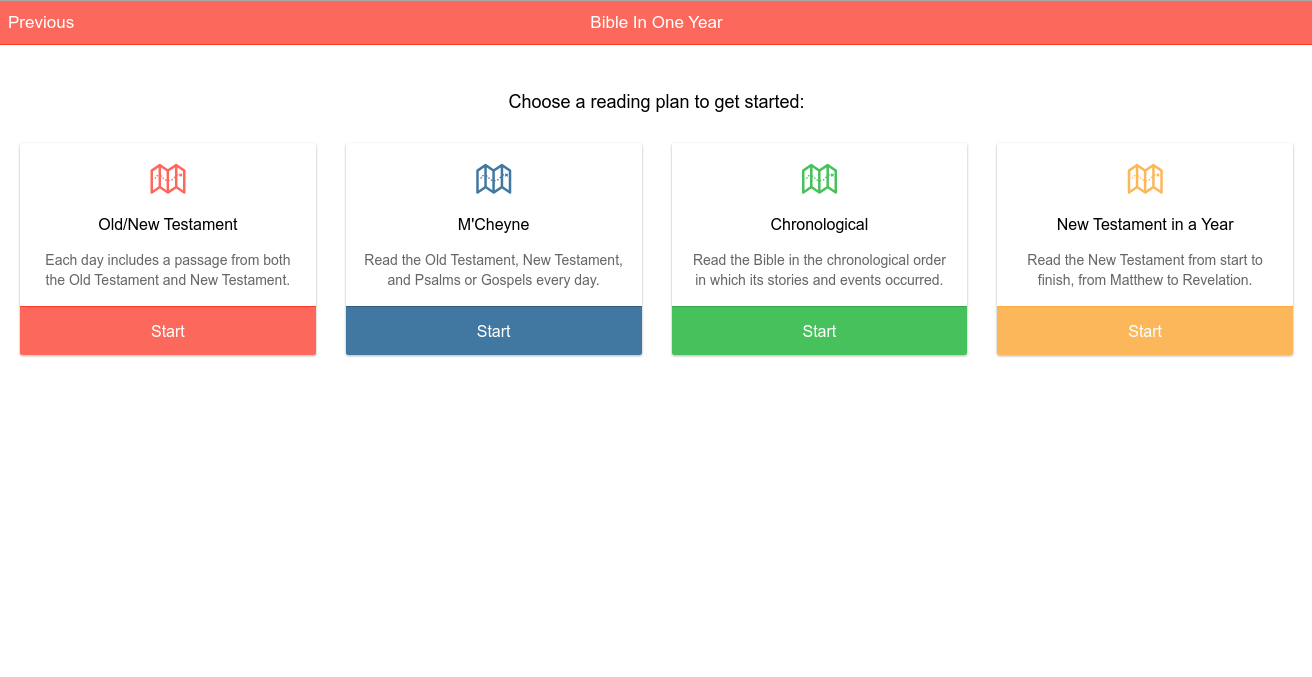 Previous
Bible In One Year
Choose a reading plan to get started:
Old/New Testament
Each day includes a passage from both
the Old Testament and New Testament.
Start
M'Cheyne
Read the Old Testament, New Testament,
and Psalms or Gospels every day.
Start
Chronological
Read the Bible in the chronological order
in which its stories and events occurred.
Start
New Testament in a Year
Read the New Testament from start to
finish, from Matthew to Revelation.
Start